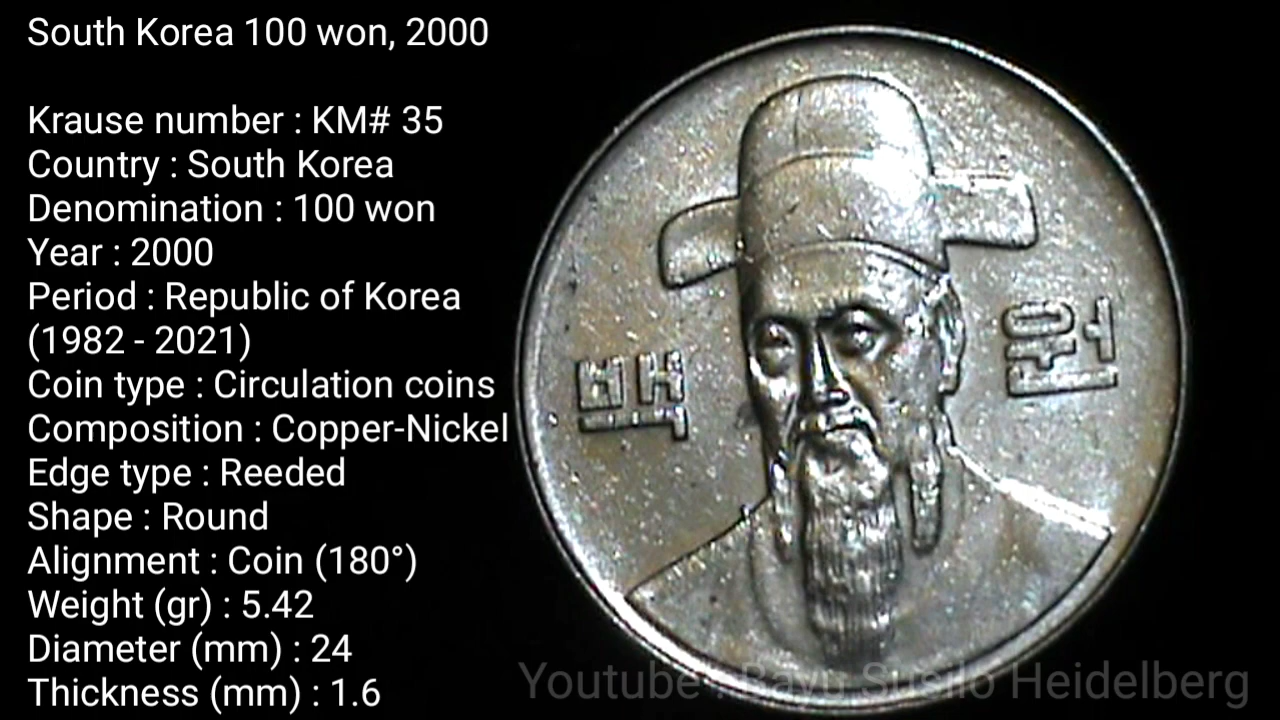 South Korea 100 won, 2000
Krause number : KM# 35
Country : South Korea
Denomination : 100 won
Year : 2000
Period : Republic of Korea
(1982 - 2021)
Coin type : Circulation coins
Composition : Copper-Nickel
Edge type : Reeded
Shape : Round
Alignment : Coin (180°)
Weight (gr) : 5.42
Diameter (mm) : 24
Thickness (mm) : 1.6
백 원
Youtube : Bayu Susilo Heidelberg